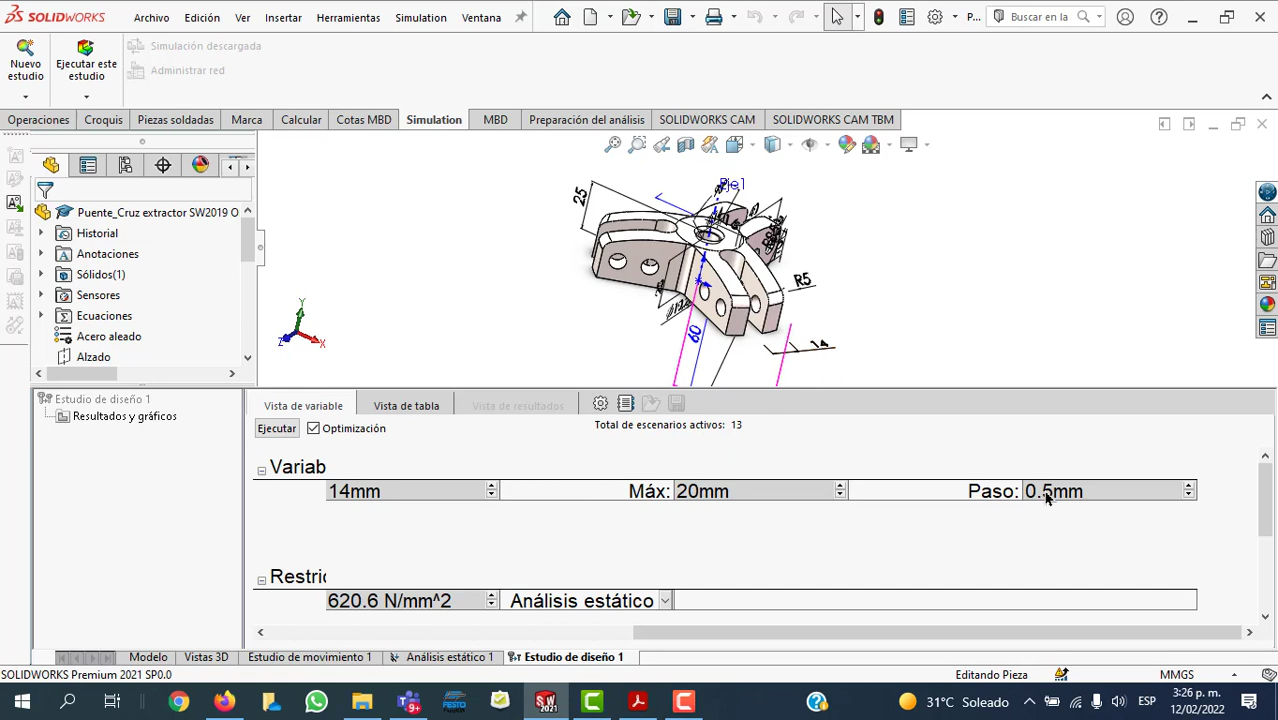 SOLIDWORKS Archivo Edición Ver Insertar Herramientas Simulation Ventana P... Buscar en la
Nuevo estudio
Ejecutar este estudio
Simulación descargada
Administrar red
Operaciones Croquis Piezas soldadas Marca Calcular Cotas MBD Simulation MBD Preparación del análisis SOLIDWORKS CAM SOLIDWORKS CAM TBM
Puente_Cruz extractor SW2019 O
Historial
Anotaciones
Sólidos(1)
Sensores
Ecuaciones
Acero aleado
Alzado
Eje1
25
R5
60
14
Y
Z
X
Estudio de diseño 1
Resultados y gráficos
Vista de variable Vista de tabla Vista de resultados
Ejecutar Optimización Total de escenarios activos: 13
Variab
14mm Máx: 20mm Paso: 0.5mm
Restric
620.6 N/mm^2 Análisis estático
Modelo Vistas 3D Estudio de movimiento 1 Análisis estático 1 Estudio de diseño 1
SOLIDWORKS Premium 2021 SP0.0 Editando Pieza MMGS
FESTO
SW
2021
31°C Soleado ESP 3:26 p. m.
12/02/2022